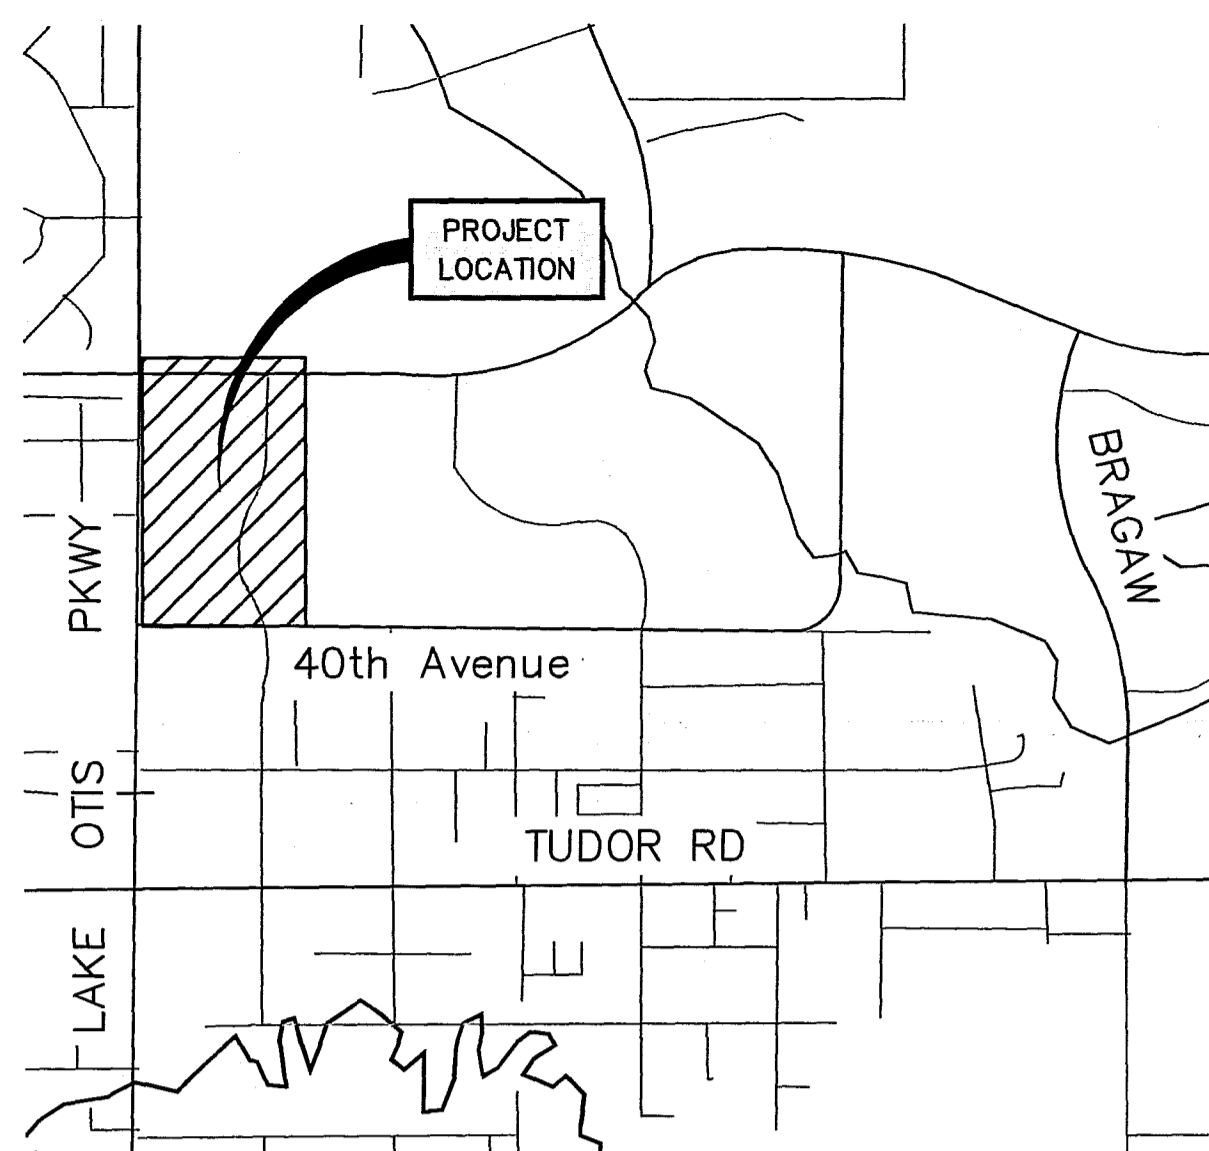 PROJECT
LOCATION
BRAGAW
40th Avenue
TUDOR RD
LAKE OTIS PKWY